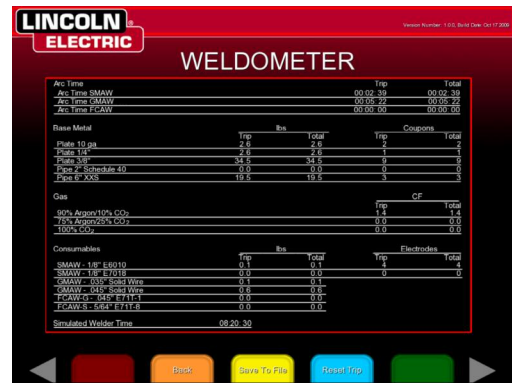 LINCOLN®
ELECTRIC
Version Number: 1.0.0, Build Date: Oct 17 2009
WELDOMETER
Arc Time Trip Total
Arc Time SMAW 00:02:39 00:02:39
Arc Time GMAW 00:05:22 00:05:22
Arc Time FCAW 00:00:00 00:00:00
Base Metal lbs Coupons
Trip Total Trip Total
Plate 10 ga 2.6 2.6 2 2
Plate 1/4" 2.6 2.6 1 1
Plate 3/8" 34.5 34.5 9 9
Pipe 2" Schedule 40 0.0 0.0 0 0
Pipe 6" XXS 19.5 19.5 3 3
Gas CF
Trip Total
90% Argon/10% CO₂ 1.4 1.4
75% Argon/25% CO₂ 0.0 0.0
100% CO₂ 0.0 0.0
Consumables lbs Electrodes
Trip Total Trip Total
SMAW - 1/8" E6010 0.1 0.1 4 4
SMAW - 1/8" E7018 0.0 0.0 0 0
GMAW - .035" Solid Wire 0.1 0.1
GMAW - .045" Solid Wire 0.6 0.6
FCAW-G - .045" E71T-1 0.0 0.0
FCAW-S - 5/64" E71T-8 0.0 0.0
Simulated Welder Time 08:20:30
Back Save To File Reset Trip